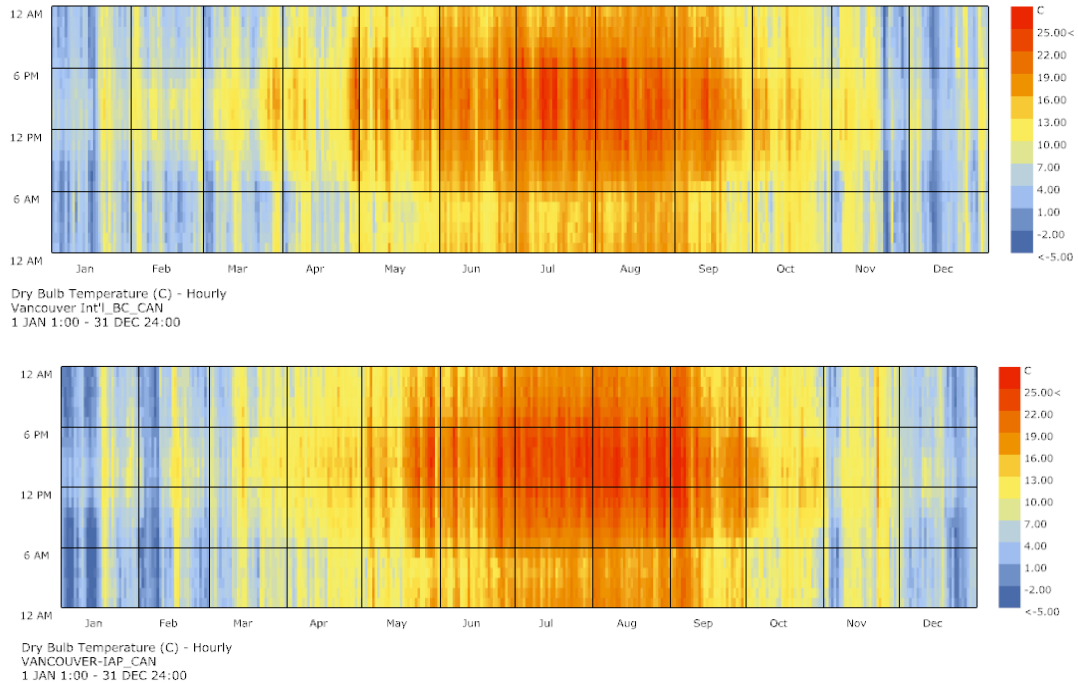 12 AM
6 PM
12 PM
6 AM
12 AM
Jan Feb Mar Apr May Jun Jul Aug Sep Oct Nov Dec
C
25.00<
22.00
19.00
16.00
13.00
10.00
7.00
4.00
1.00
-2.00
<-5.00
Dry Bulb Temperature (C) - Hourly
Vancouver Int'l_BC_CAN
1 JAN 1:00 - 31 DEC 24:00
12 AM
6 PM
12 PM
6 AM
12 AM
Jan Feb Mar Apr May Jun Jul Aug Sep Oct Nov Dec
C
25.00<
22.00
19.00
16.00
13.00
10.00
7.00
4.00
1.00
-2.00
<-5.00
Dry Bulb Temperature (C) - Hourly
VANCOUVER-IAP_CAN
1 JAN 1:00 - 31 DEC 24:00